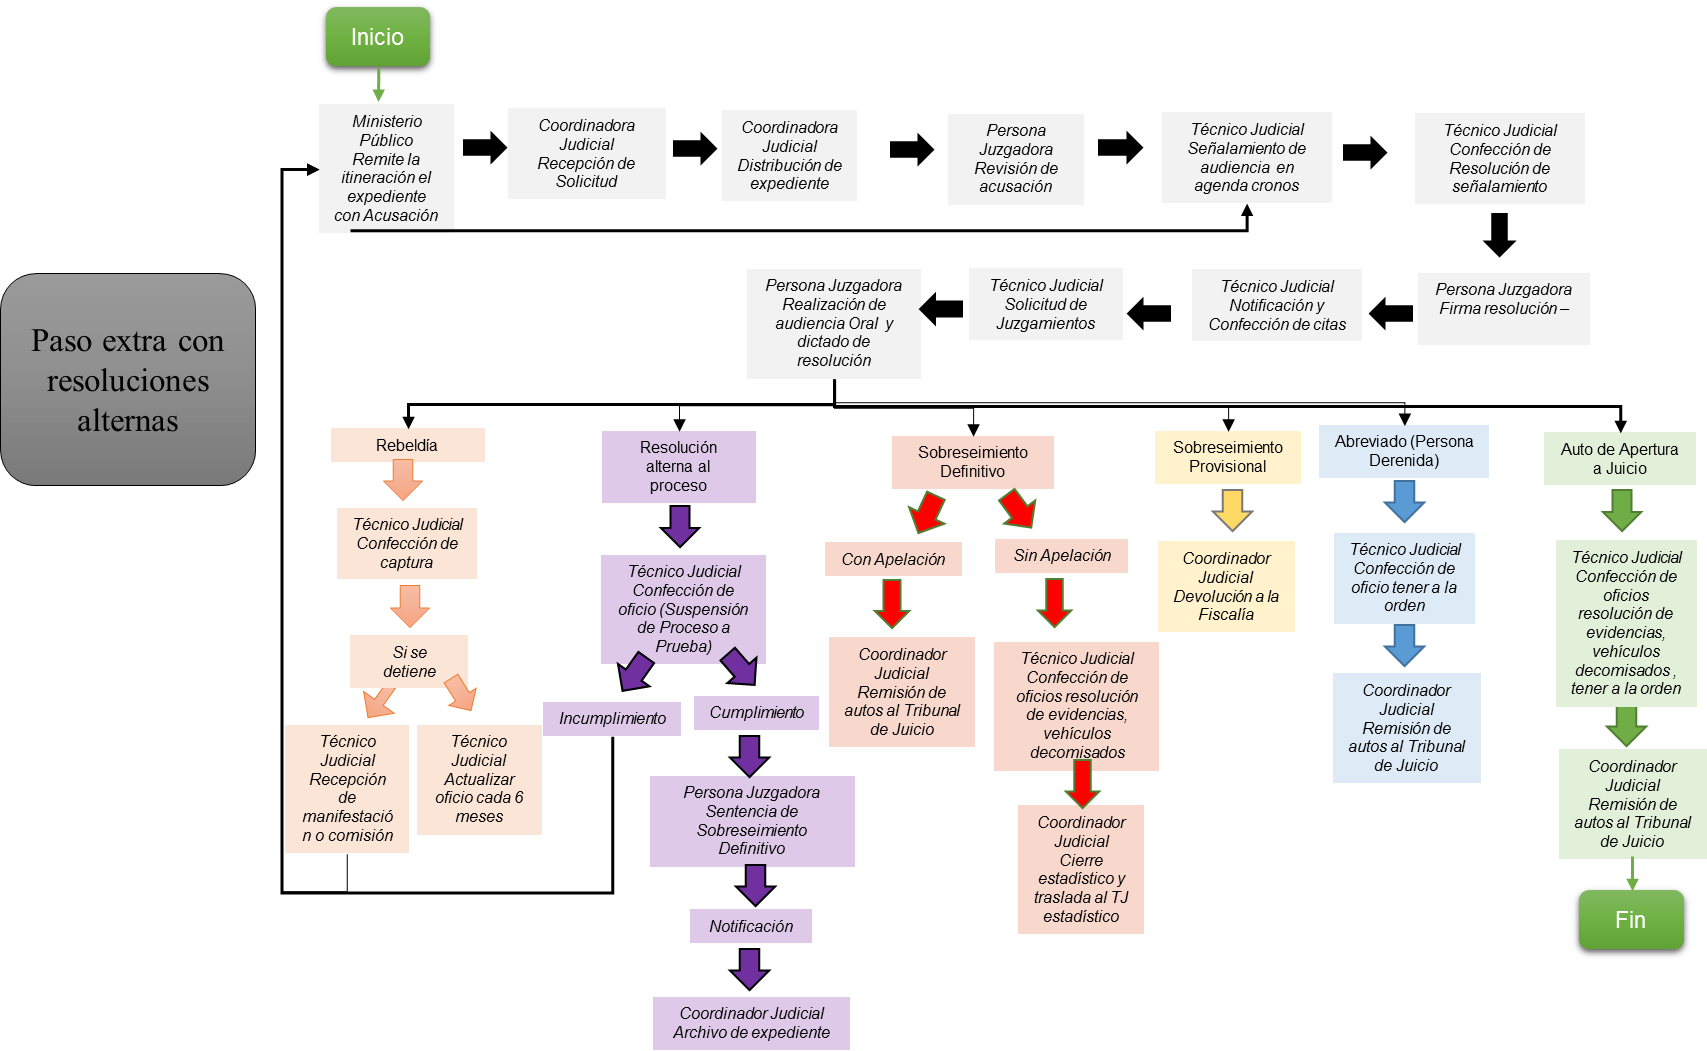 Inicio
Ministerio
Público
Remite la
itineración el
expediente
con Acusación
Coordinadora
Judicial
Recepción de
Solicitud
Coordinadora
Judicial
Distribución de
expediente
Persona
Juzgadora
Revisión de
acusación
Técnico Judicial
Señalamiento de
audiencia en
agenda cronos
Técnico Judicial
Confección de
Resolución de
señalamiento
Persona Juzgadora
Firma resolución –
Técnico Judicial
Notificación y
Confección de citas
Técnico Judicial
Solicitud de
Juzgamientos
Persona Juzgadora
Realización de
audiencia Oral y
dictado de
resolución
Paso extra con
resoluciones
alternas
Rebeldía
Técnico Judicial
Confección de
captura
Si se
detiene
Técnico
Judicial
Recepción
de
manifestació
n o comisión
Técnico
Judicial
Actualizar
oficio cada 6
meses
Resolución
alterna al
proceso
Técnico Judicial
Confección de
oficio (Suspensión
de Proceso a
Prueba)
Incumplimiento
Cumplimiento
Persona Juzgadora
Sentencia de
Sobreseimiento
Definitivo
Notificación
Coordinador Judicial
Archivo de expediente
Sobreseimiento
Definitivo
Con Apelación
Coordinador
Judicial
Remisión de
autos al Tribunal
de Juicio
Sin Apelación
Técnico Judicial
Confección de
oficios resolución
de evidencias,
vehículos
decomisados
Coordinador
Judicial
Cierre
estadístico y
traslada al TJ
estadístico
Sobreseimiento
Provisional
Coordinador
Judicial
Devolución a la
Fiscalía
Abreviado (Persona
Derenida)
Técnico Judicial
Confección de
oficio tener a la
orden
Coordinador
Judicial
Remisión de
autos al Tribunal
de Juicio
Auto de Apertura
a Juicio
Técnico Judicial
Confección de
oficios
resolución de
evidencias,
vehículos
decomisados ,
tener a la orden
Coordinador
Judicial
Remisión de
autos al Tribunal
de Juicio
Fin